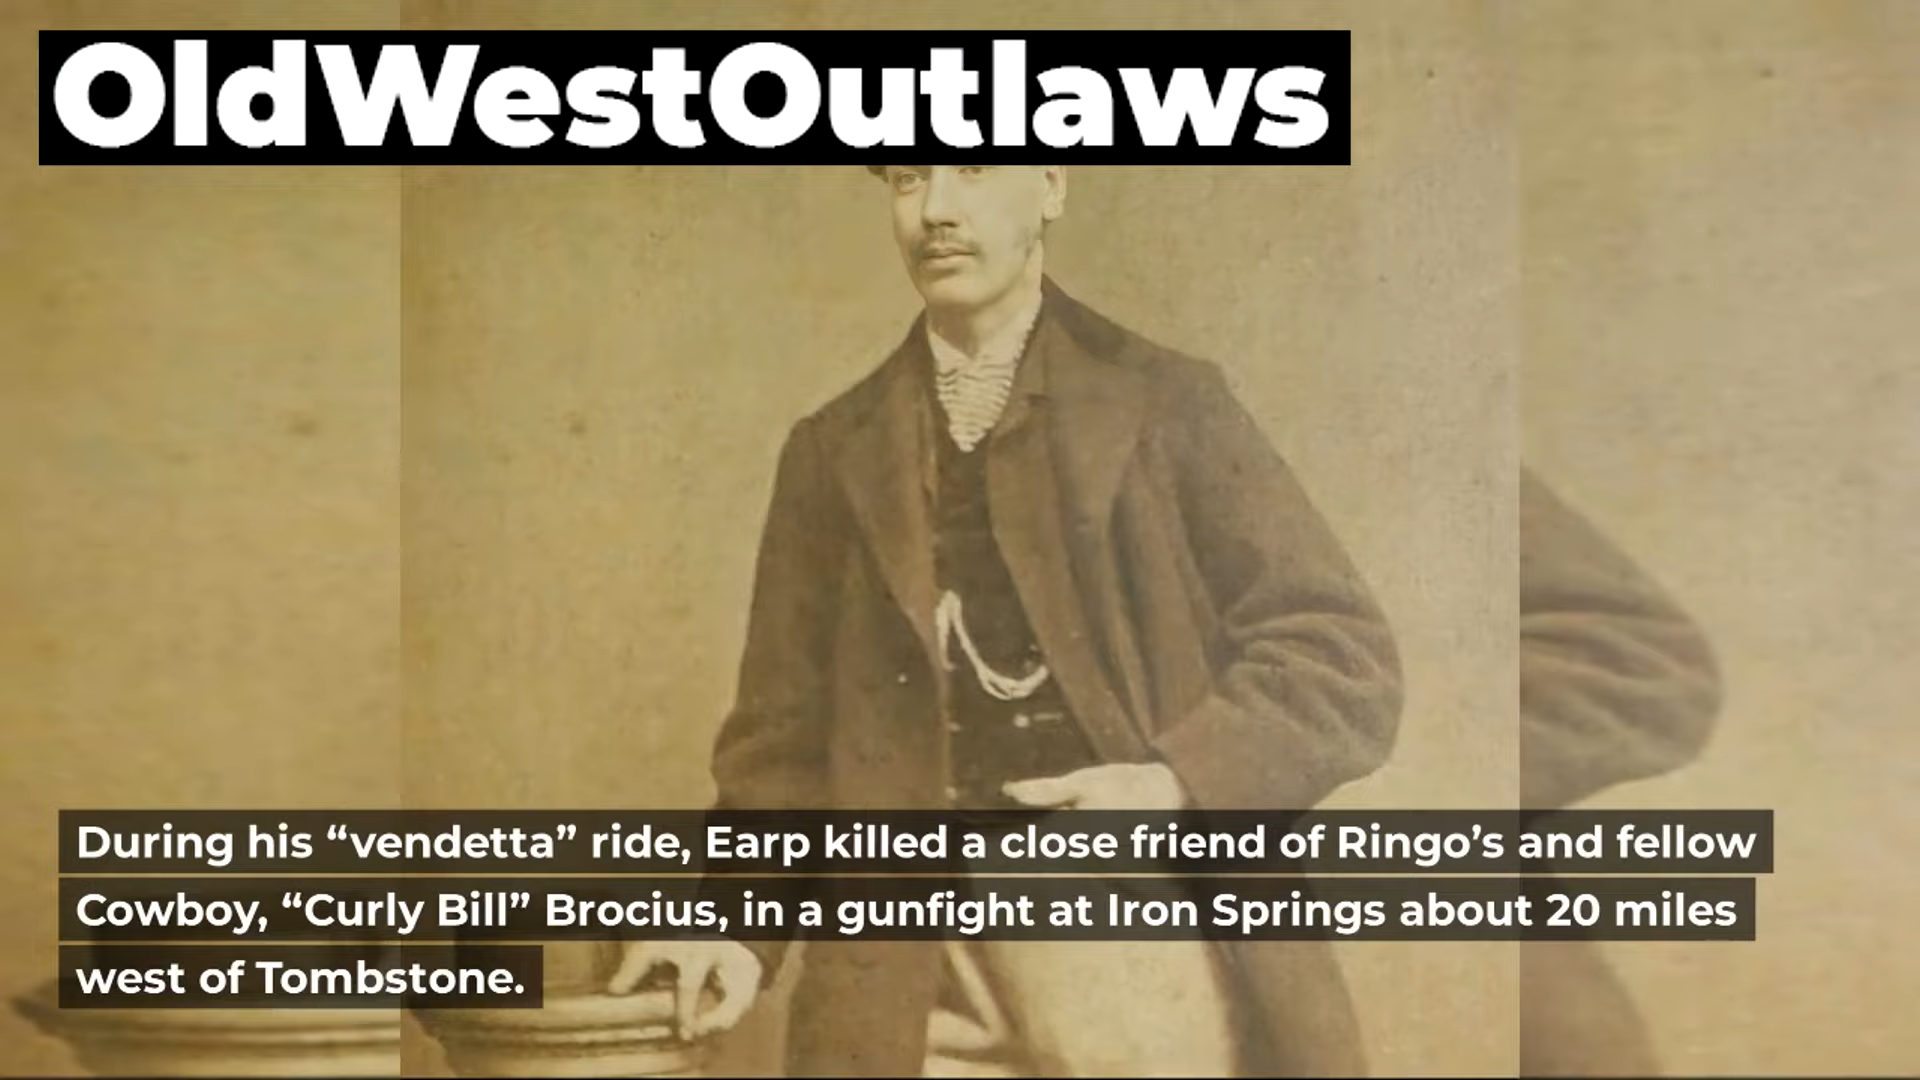 OldWestOutlaws
During his “vendetta” ride, Earp killed a close friend of Ringo’s and fellow
Cowboy, “Curly Bill” Brocius, in a gunfight at Iron Springs about 20 miles
west of Tombstone.